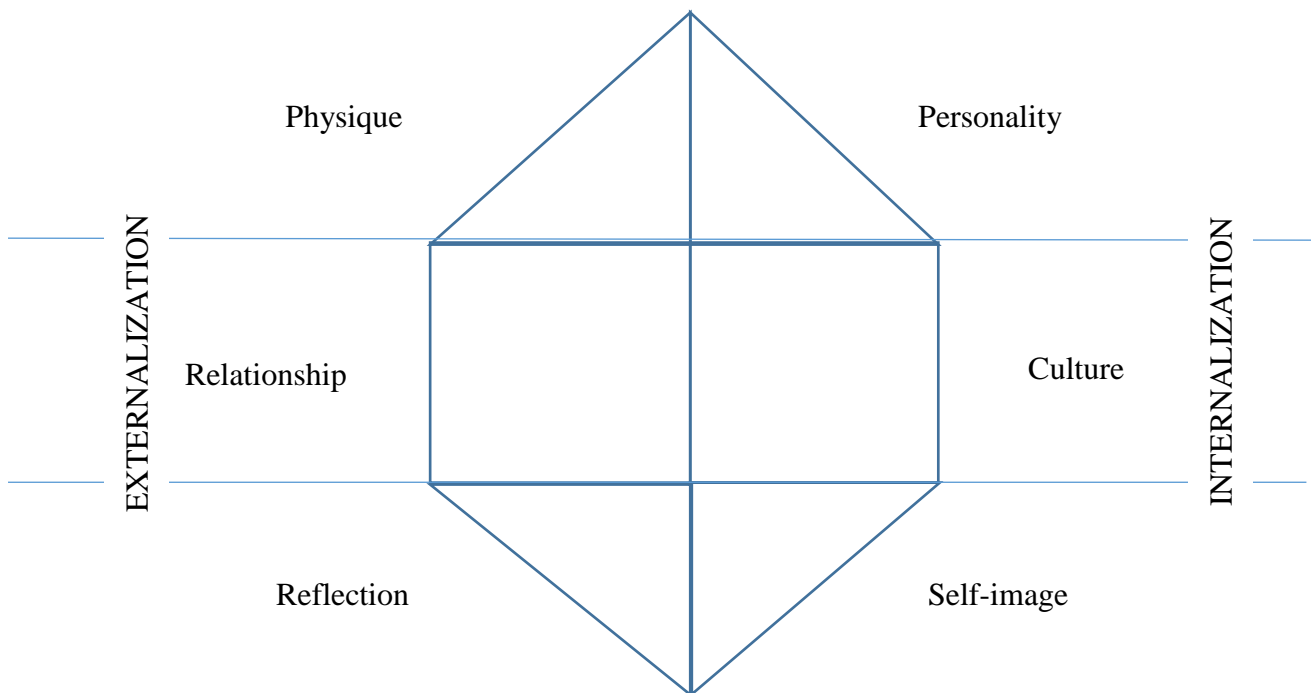 Physique
Personality
EXTERNALIZATION
INTERNALIZATION
Relationship
Culture
Reflection
Self-image